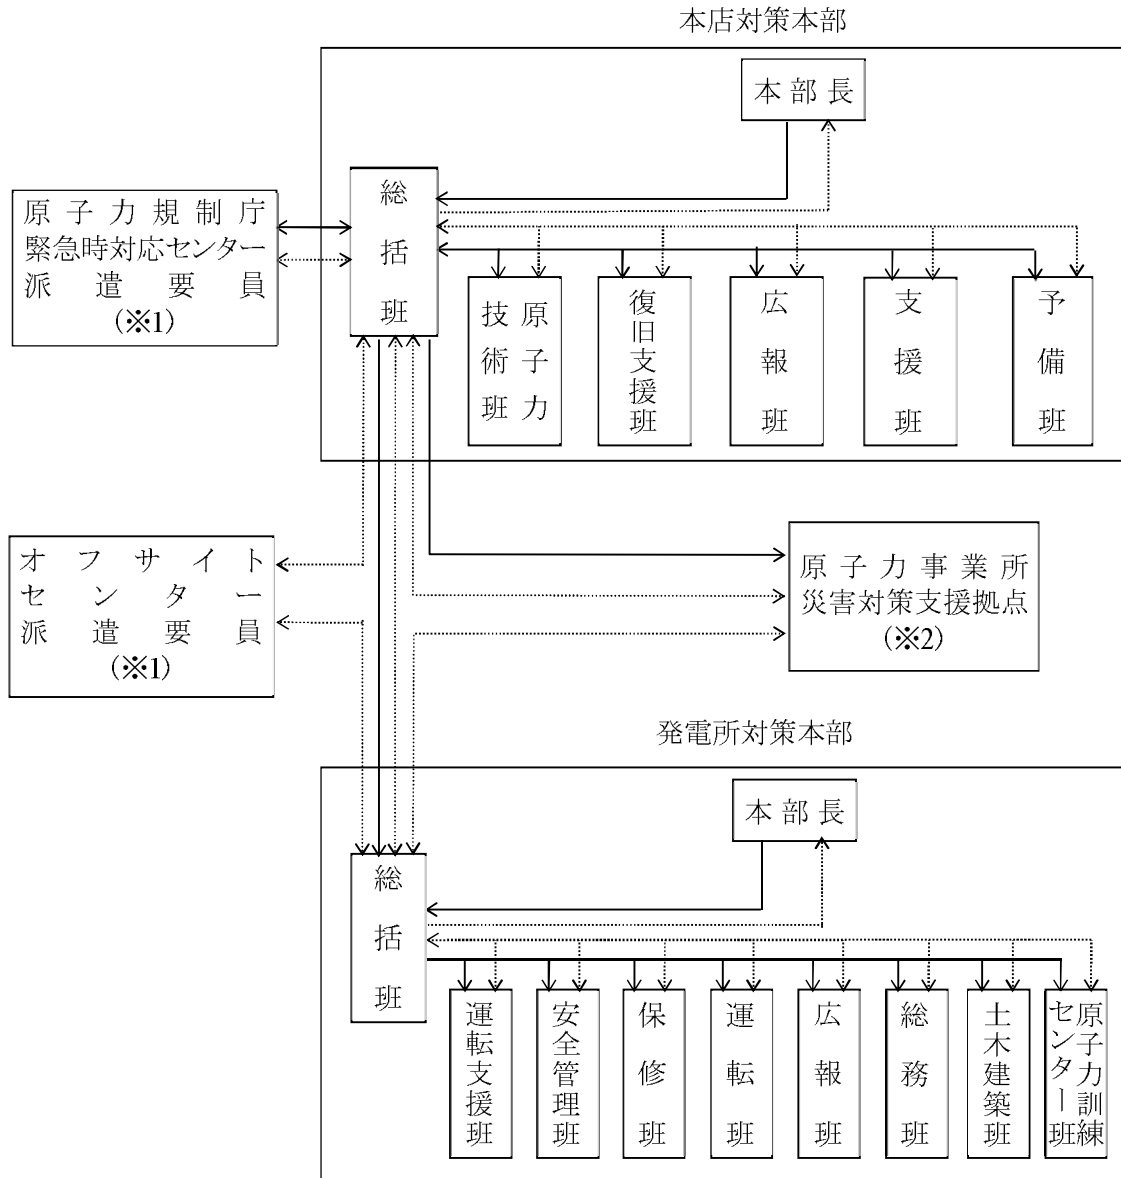 本店対策本部
本部長
総括班
原子力規制庁
緊急時対応センター
派遣要員
(※1)
原子力
技術班
復旧支援班
広報班
支援班
予備班
オフサイト
センター
派遣要員
(※1)
原子力事業所
災害対策支援拠点
(※2)
発電所対策本部
本部長
総括班
運転支援班
安全管理班
保修班
運転班
広報班
総務班
土木建築班
原子力訓練
センター班